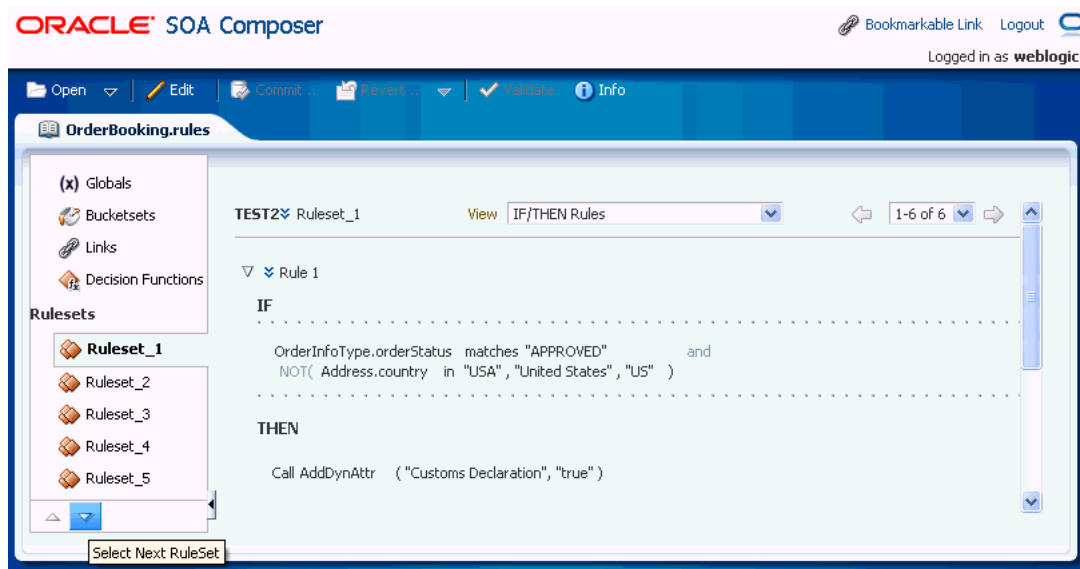 ORACLE SOA Composer
Bookmarkable Link Logout
Logged in as weblogic
Open Edit Commit .. Revert .. Validate Info
OrderBooking.rules
(x) Globals
Bucketsets
Links
Decision Functions
Rulesets
Ruleset_1
Ruleset_2
Ruleset_3
Ruleset_4
Ruleset_5
Select Next RuleSet
TEST2 Ruleset_1 View IF/THEN Rules 1-6 of 6
Rule 1
IF
OrderInfoType.orderStatus matches "APPROVED" and
NOT( Address.country in "USA" , "United States" , "US" )
THEN
Call AddDynAttr ( "Customs Declaration", "true" )